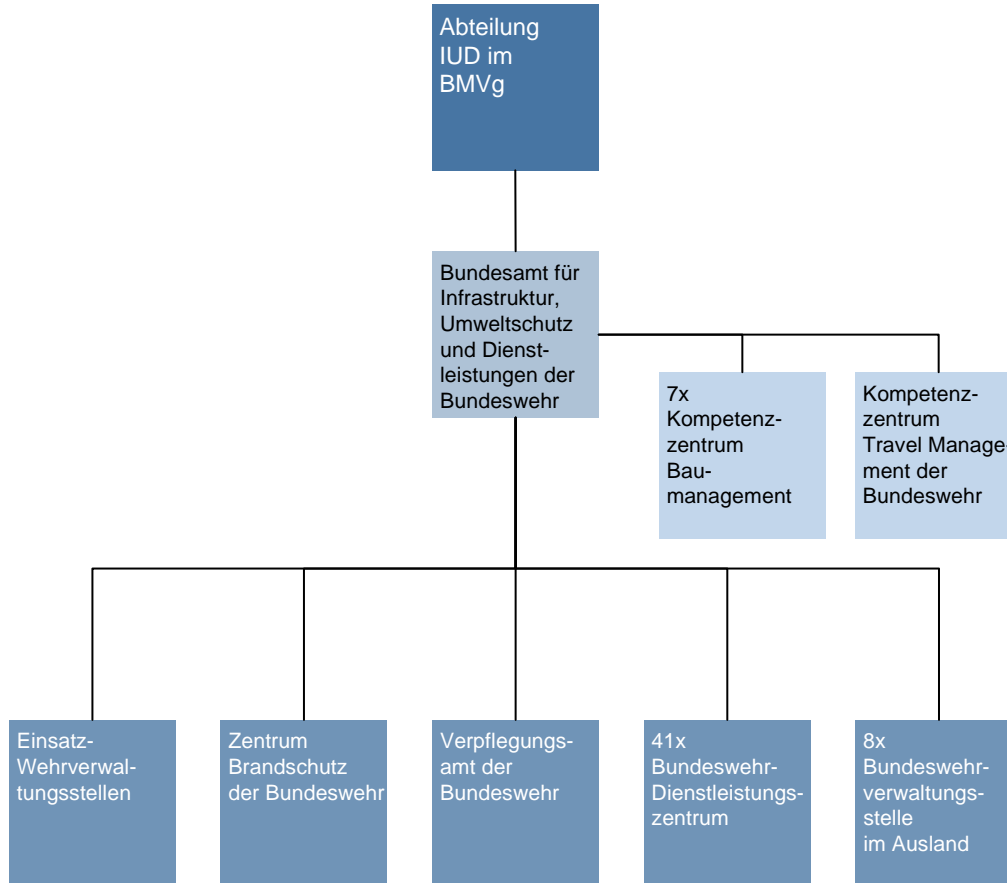 Abteilung
IUD im
BMVg
Bundesamt für
Infrastruktur,
Umweltschutz
und Dienst-
leistungen der
Bundeswehr
7x
Kompetenz-
zentrum
Bau-
management
Kompetenz-
zentrum
Travel Manage-
ment der
Bundeswehr
Einsatz-
Wehrverwal-
tungsstellen
Zentrum
Brandschutz
der Bundeswehr
Verpflegungs-
amt der
Bundeswehr
41x
Bundeswehr-
Dienstleistungs-
zentrum
8x
Bundeswehr-
verwaltungs-
stelle
im Ausland